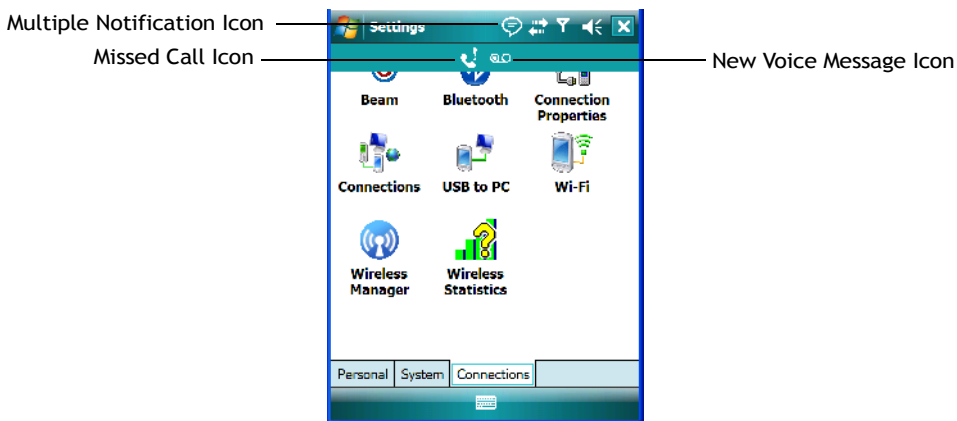 Multiple Notification Icon
Settings
Missed Call Icon
New Voice Message Icon
Beam
Bluetooth
Connection
Properties
Connections
USB to PC
Wi-Fi
Wireless
Manager
Wireless
Statistics
Personal
System
Connections